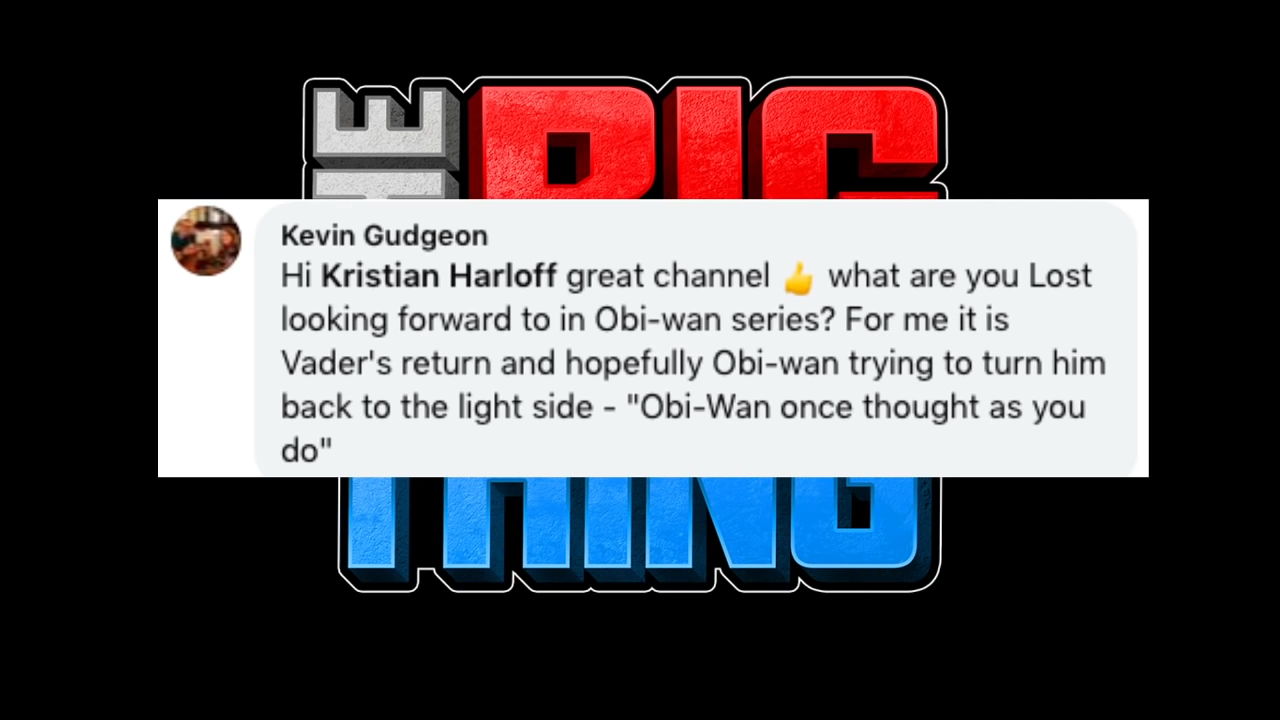 BIG
Kevin Gudgeon
Hi Kristian Harloff great channel 👍 what are you Lost
looking forward to in Obi-wan series? For me it is
Vader's return and hopefully Obi-wan trying to turn him
back to the light side - "Obi-Wan once thought as you
do"
THING